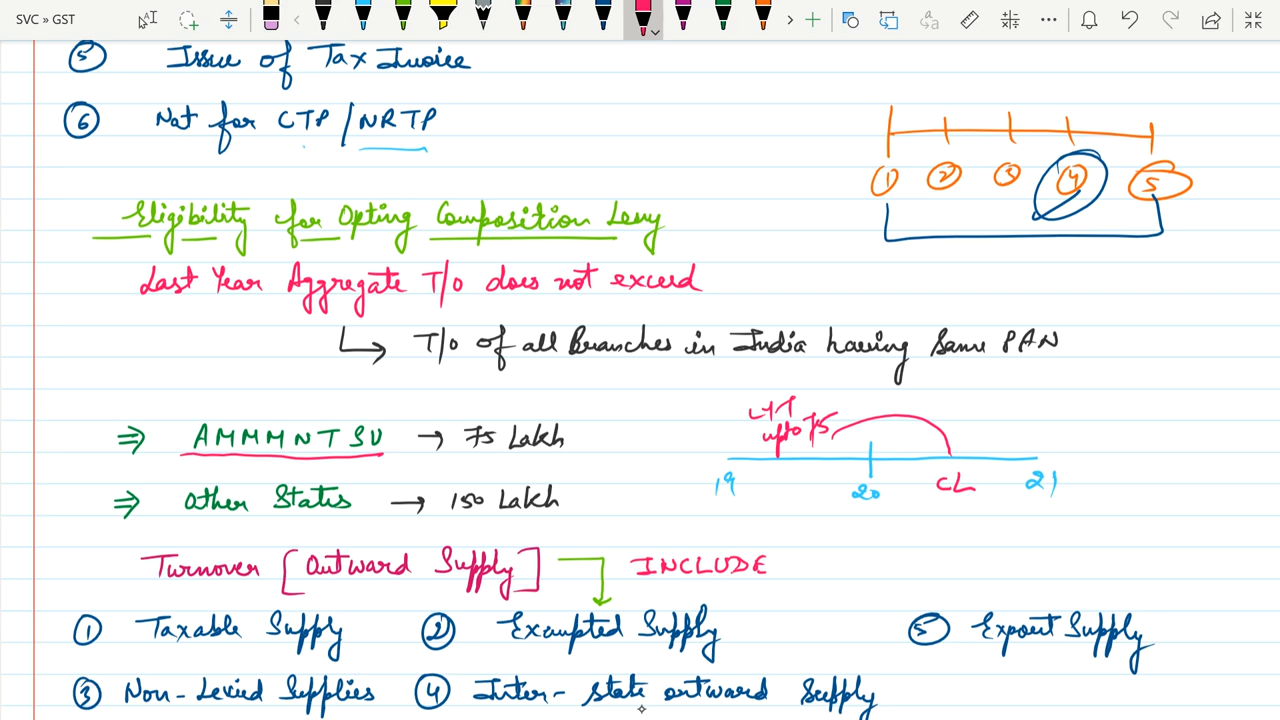 SVC » GST
⑤ Issue of Tax Invoice
⑥ Not for CTP / NRTP
① ② ③ ④ ⑤
Eligibility for Opting Composition Levy
Last Year Aggregate T/O does not exceed
↳ T/O of all Branches in India having Same PAN
⇒ AMMMNTSU → 75 Lakh
upto 75
19 20 CL 21
⇒ Other States → 150 Lakh
Turnover [Outward Supply] INCLUDE
① Taxable Supply ② Exempted Supply ⑤ Export Supply
③ Non-Levied Supplies ④ Inter-state outward Supply